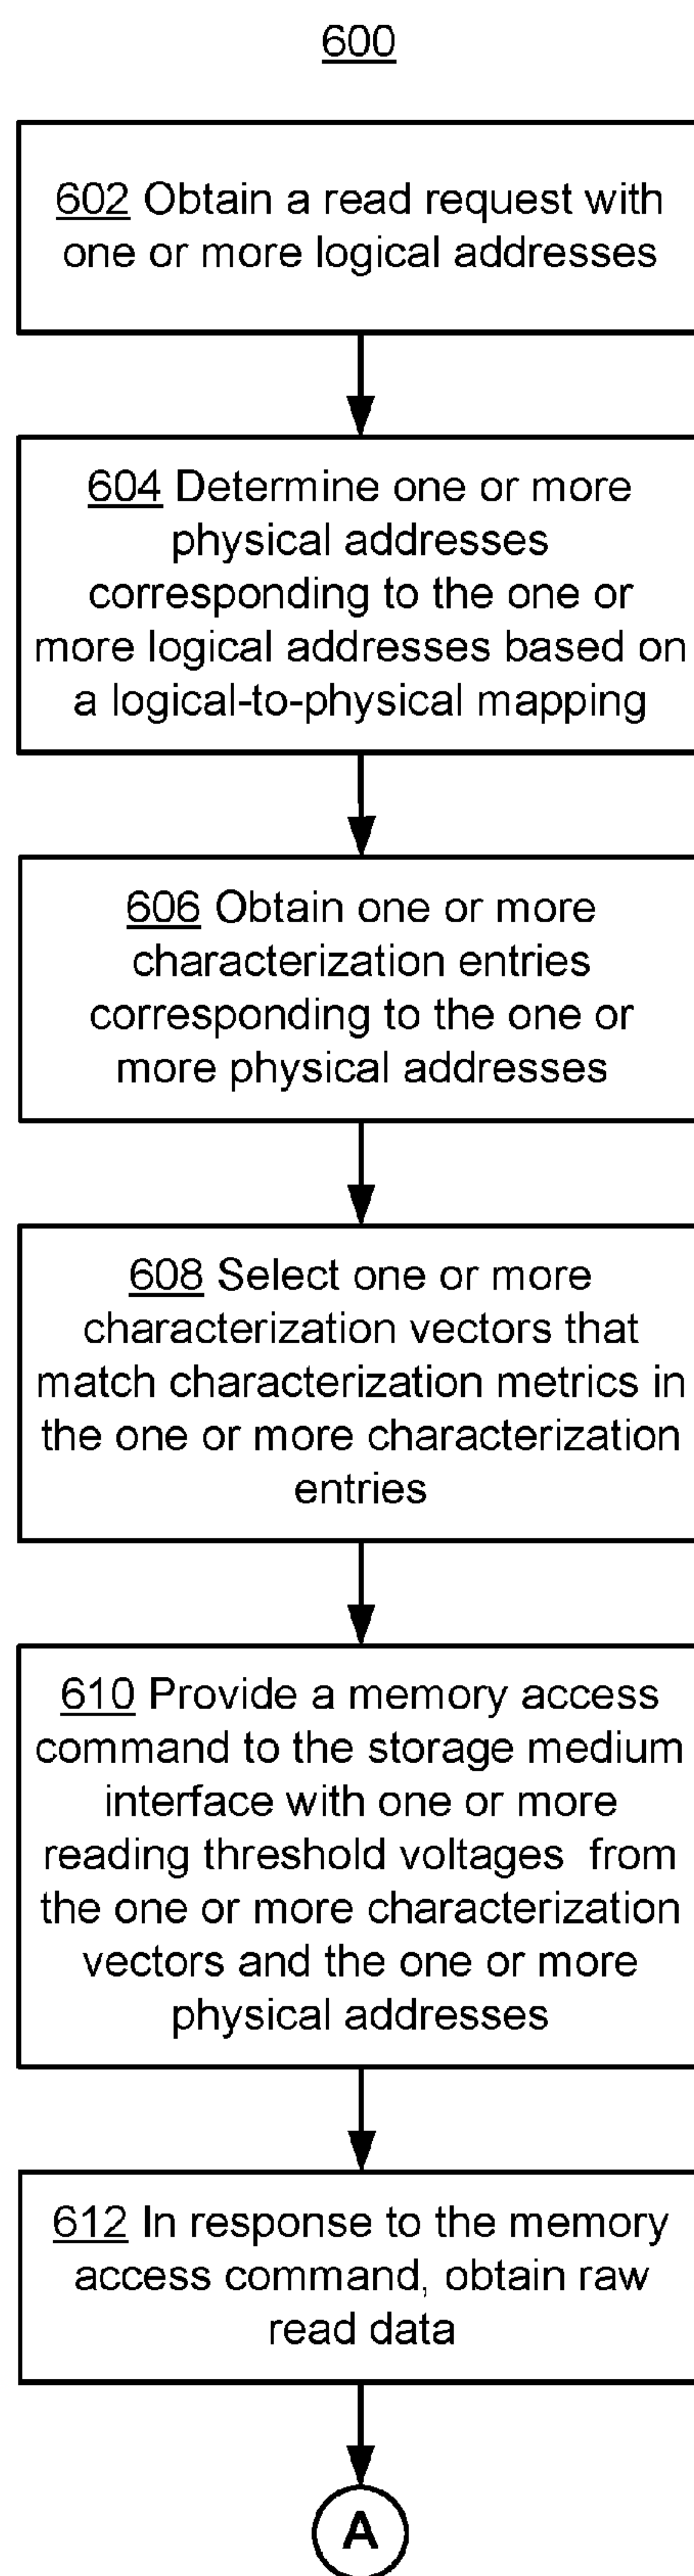 600
602 Obtain a read request with
one or more logical addresses
604 Determine one or more
physical addresses
corresponding to the one or
more logical addresses based on
a logical-to-physical mapping
606 Obtain one or more
characterization entries
corresponding to the one or
more physical addresses
608 Select one or more
characterization vectors that
match characterization metrics in
the one or more characterization
entries
610 Provide a memory access
command to the storage medium
interface with one or more
reading threshold voltages from
the one or more characterization
vectors and the one or more
physical addresses
612 In response to the memory
access command, obtain raw
read data
A